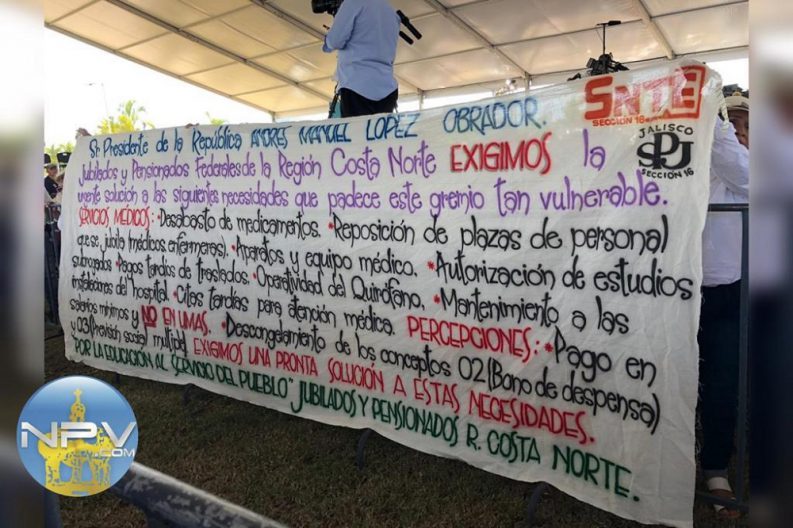 Sr. Presidente de la República ANDRES MANUEL LOPEZ OBRADOR.
Jubilados y Pensionados Federales de la Región Costa Norte EXIGIMOS la
urgente solución a las siguientes necesidades que padece este gremio tan vulnerable.
SERVICIOS MÉDICOS: •Desabasto de medicamentos. •Reposición de plazas de personal
que se jubila (médicos, enfermeras). •Aparatos y equipo médico. •Autorización de estudios
subrogados •Pagos tardíos de traslados. •Operatividad del Quirófano. •Mantenimiento a las
instalaciones del hospital. •Citas tardías para atención médica. PERCEPCIONES: •Pago en
salarios mínimos y NO EN UMAS. •Descongelamiento de los conceptos 02 (Bono de despensa)
y 03 (Previsión social multiple) EXIGIMOS UNA PRONTA SOLUCIÓN A ESTAS NECESIDADES.
"POR LA EDUCACIÓN AL SERVICIO DEL PUEBLO" JUBILADOS Y PENSIONADOS R. COSTA NORTE.
SNTE
SECCIÓN 16
JALISCO
SPJ
SECCIÓN 16
NPV
.COM